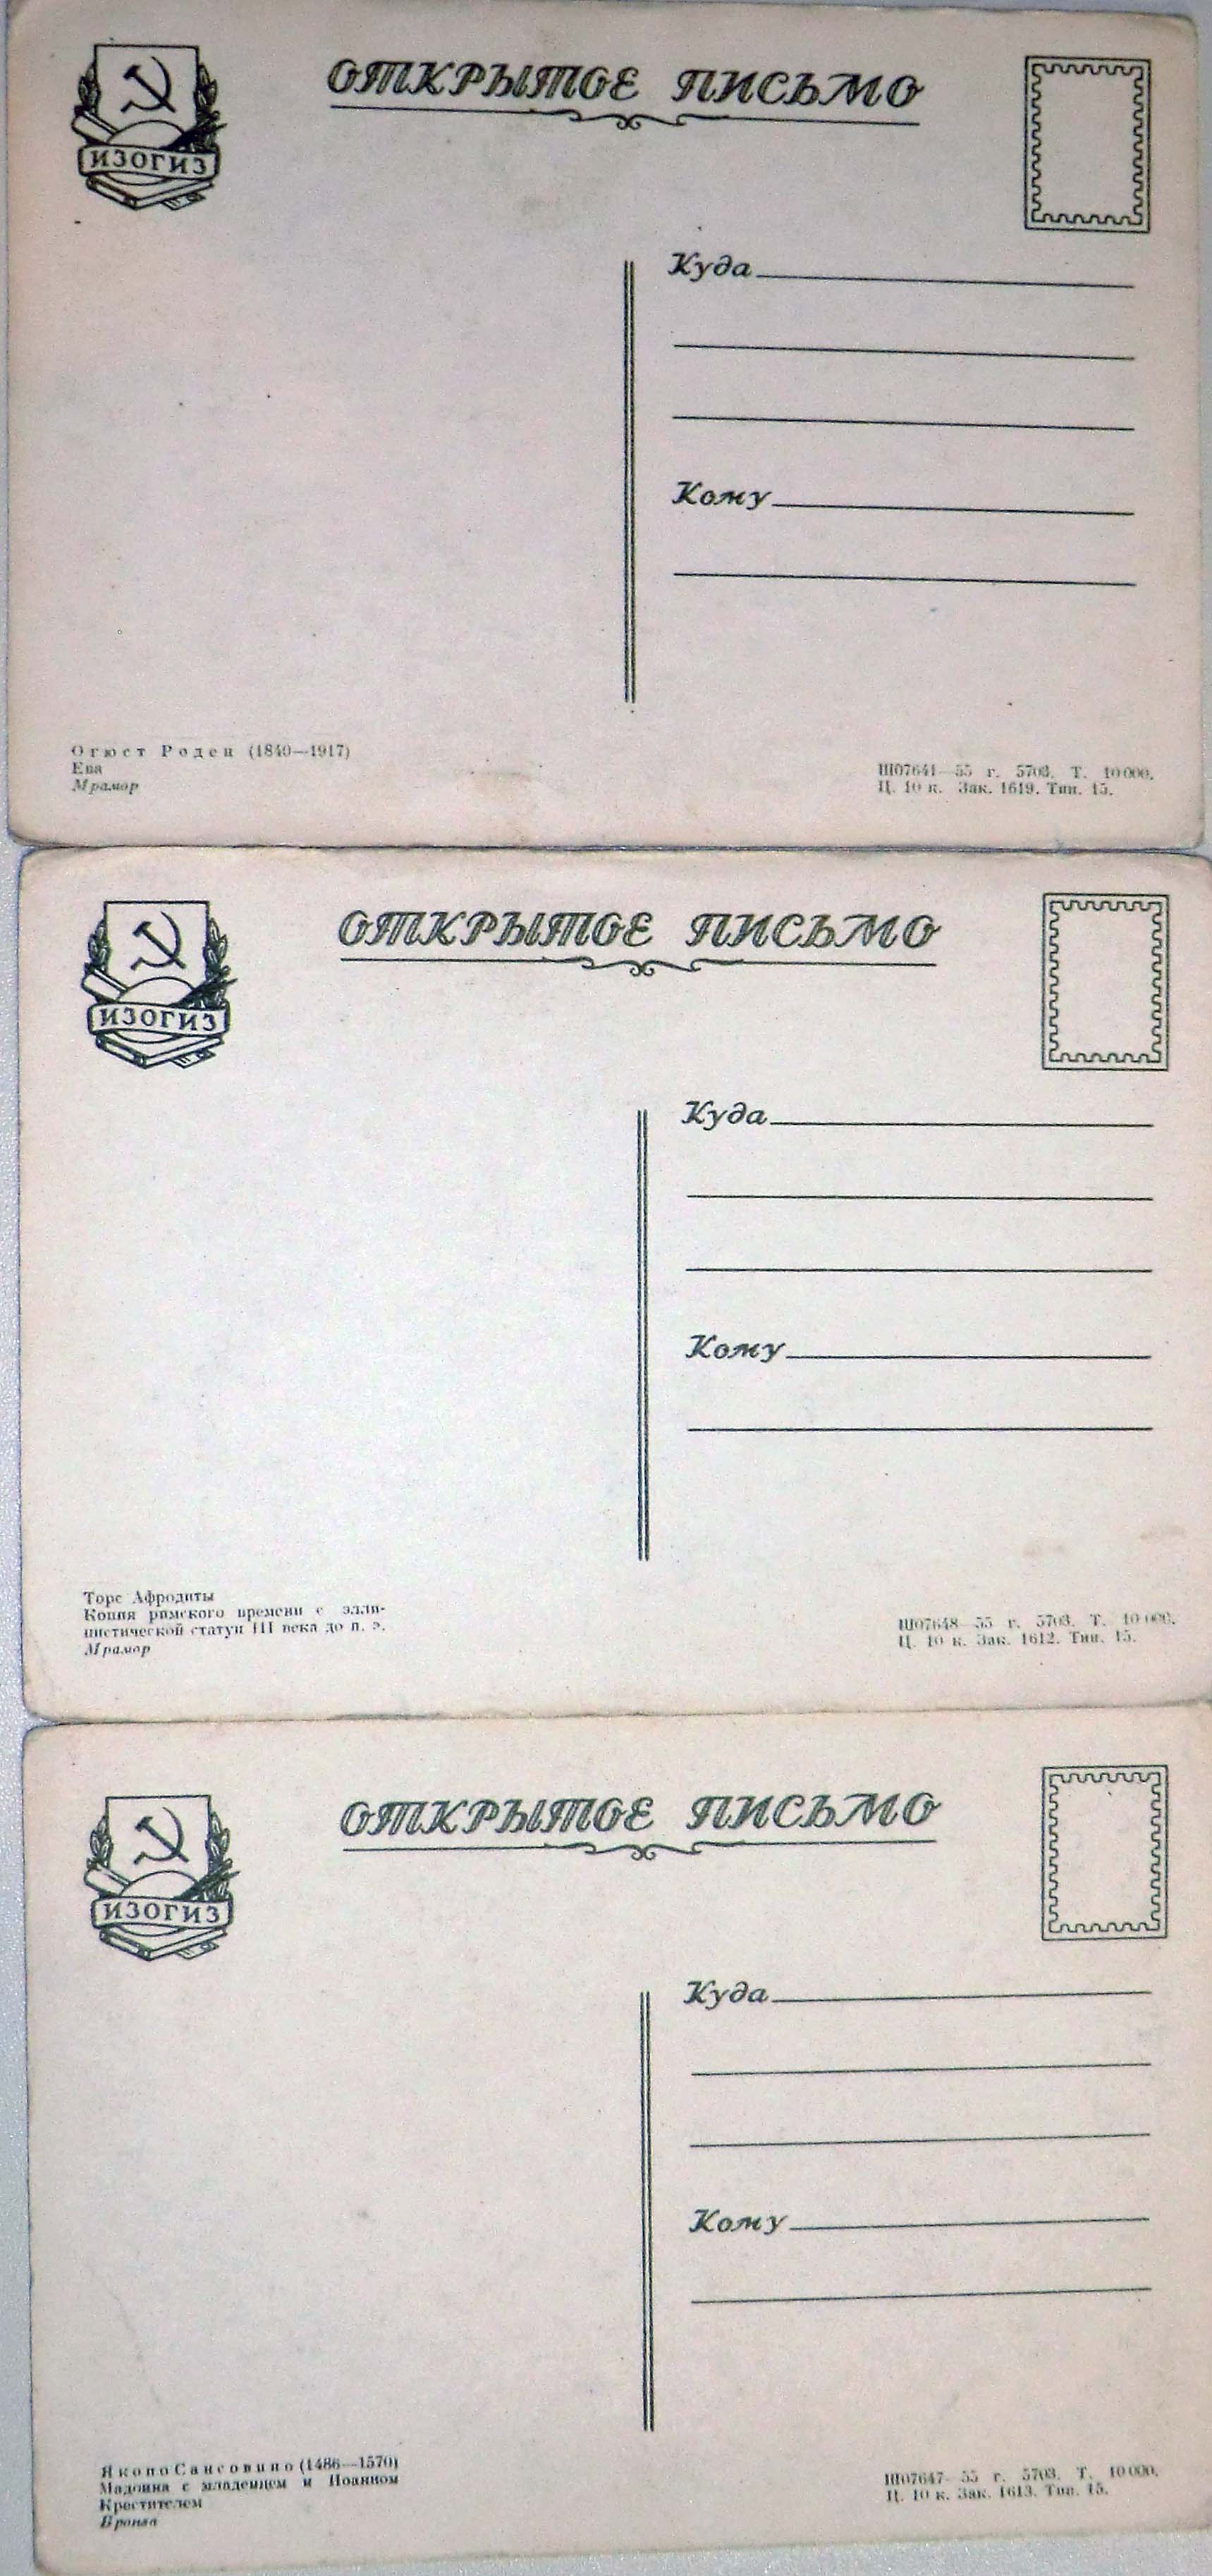 ИЗОГИЗ
ОТКРЫТОЕ ПИСЬМО
Куда
Кому
Огюст Роден (1840—1917)
Ева
Мрамор
Ш07641—55 г. 5703. Т. 10 000.
Ц. 10 к. Зак. 1619. Тип. 15.
ИЗОГИЗ
ОТКРЫТОЕ ПИСЬМО
Куда
Кому
Торс Афродиты
Копия римского времени с элли-
нистической статуи III века до н. э.
Мрамор
Ш07648—55 г. 5703. Т. 10 000.
Ц. 10 к. Зак. 1612. Тип. 15.
ИЗОГИЗ
ОТКРЫТОЕ ПИСЬМО
Куда
Кому
Якопо Сансовино (1486—1570)
Мадонна с младенцем и Иоанном
Крестителем
Бронза
Ш07647—55 г. 5703. Т. 10 000.
Ц. 10 к. Зак. 1613. Тип. 15.